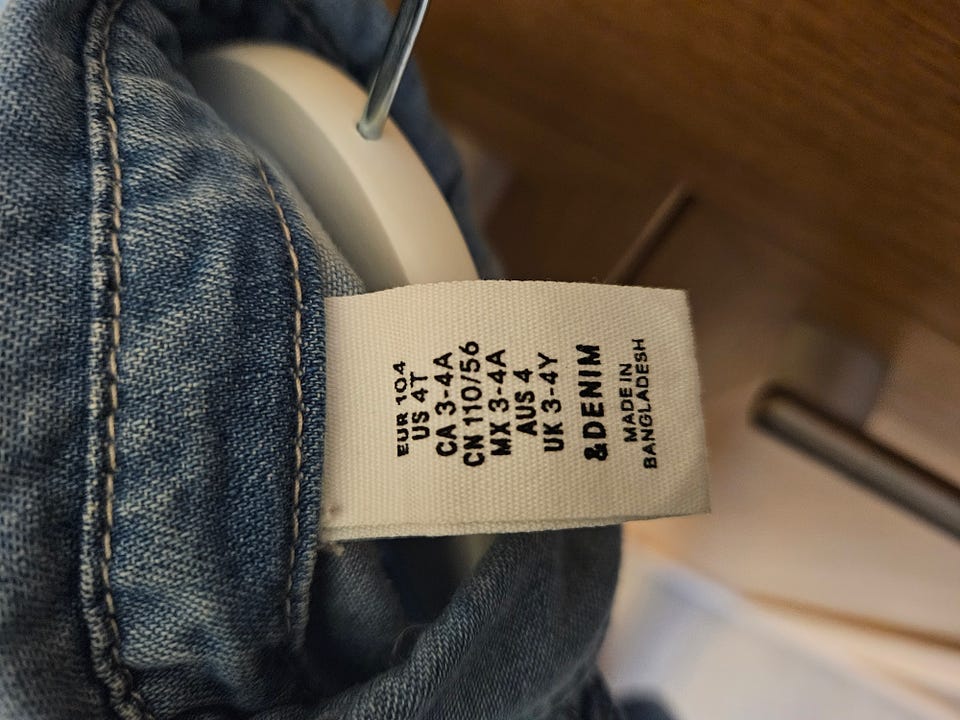 EUR 104
US 4T
CA 3-4A
CN 110/56
MX 3-4A
AUS 4
UK 3-4Y
&DENIM
MADE IN
BANGLADESH